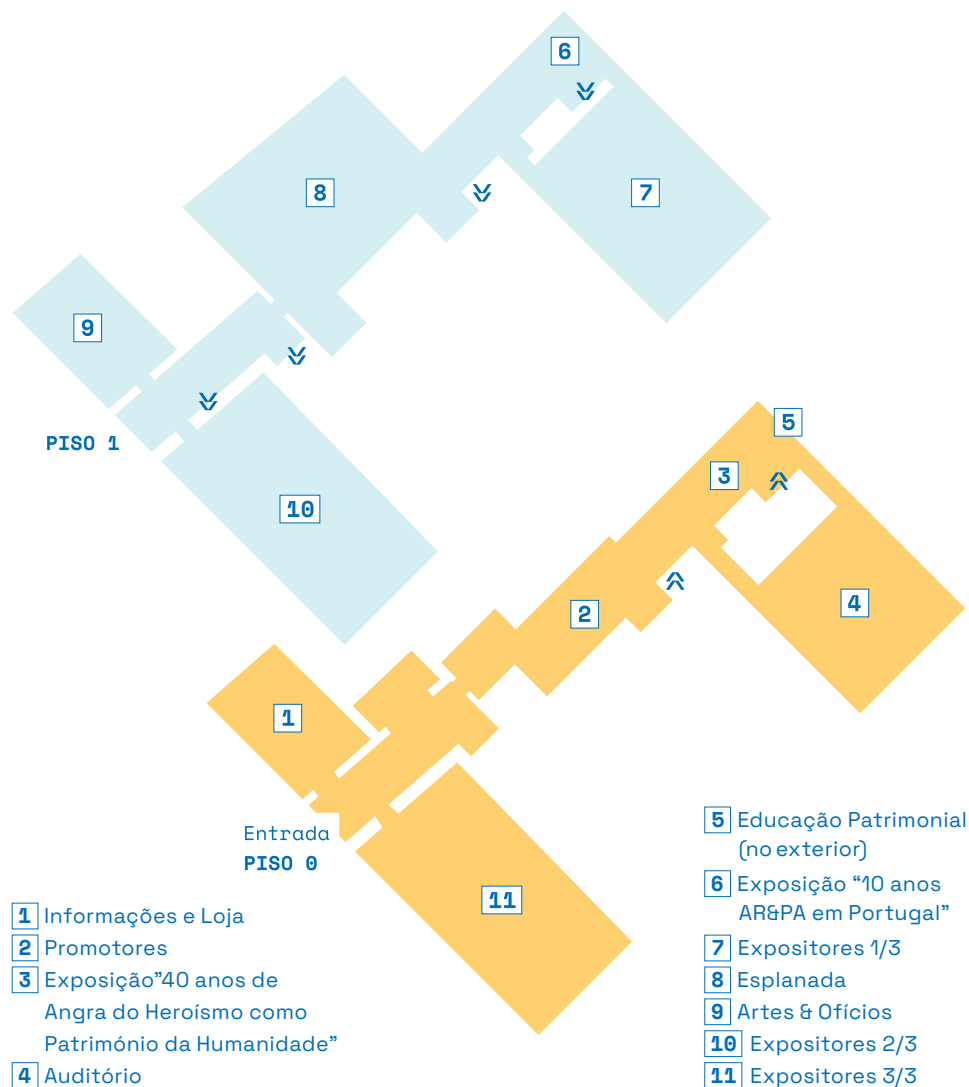 6
8
7
9
PISO 1
10
5
3
4
2
1
Entrada
PISO 0
11
1 Informações e Loja
2 Promotores
3 Exposição"40 anos de
Angra do Heroísmo como
Património da Humanidade"
4 Auditório
5 Educação Patrimonial
(no exterior)
6 Exposição “10 anos
AR&PA em Portugal”
7 Expositores 1/3
8 Esplanada
9 Artes & Ofícios
10 Expositores 2/3
11 Expositores 3/3